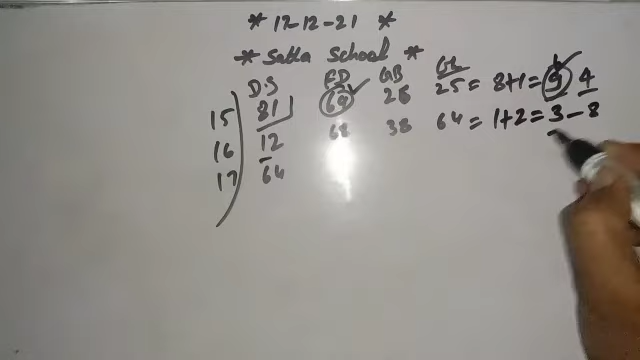 * 12-12-21 *
* Satta School *
DS FD GB GL
15 81 69 25 25 = 8+1 = 9 4
16 12 68 38 64 = 1+2 = 3 - 8
17 64